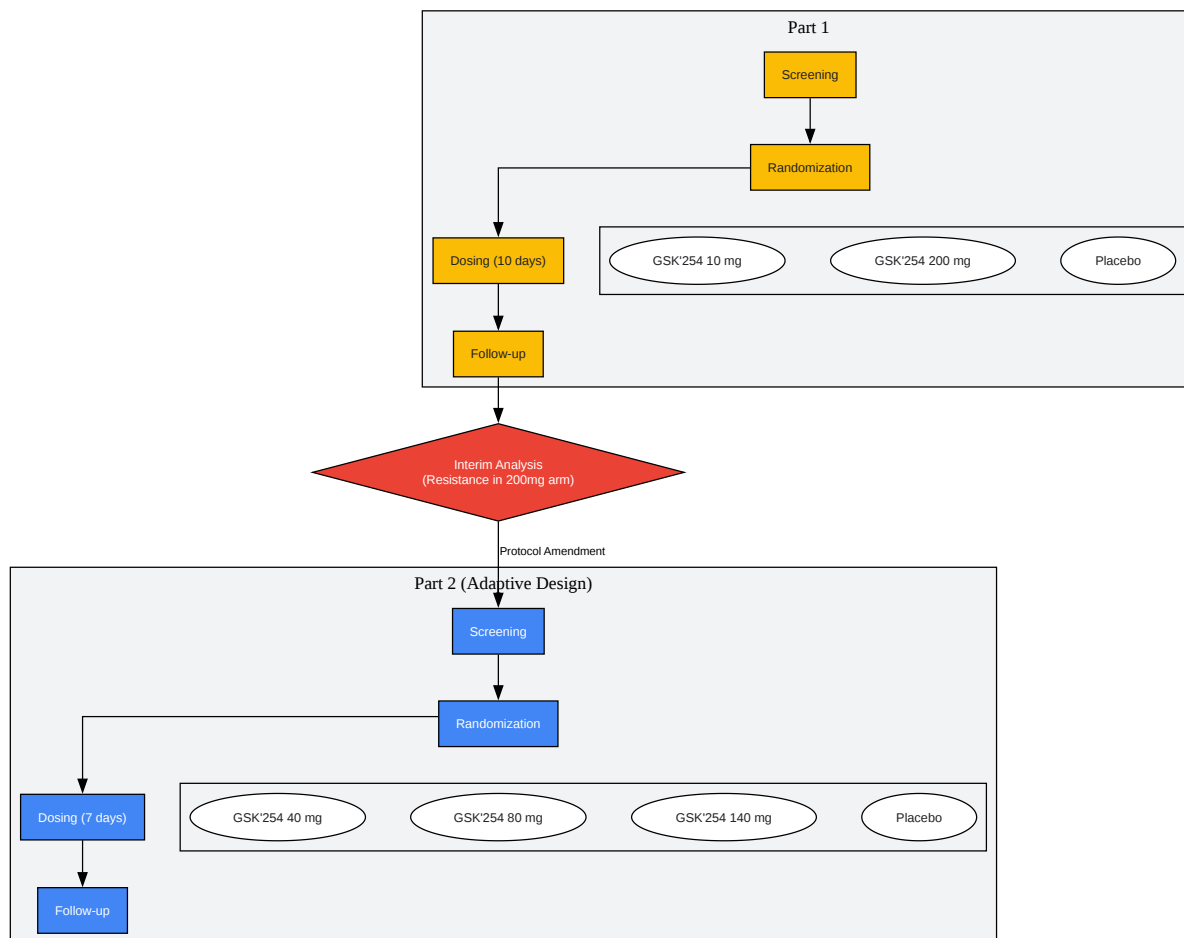 Part 1
Screening
Randomization
Dosing (10 days)
GSK'254 10 mg
GSK'254 200 mg
Placebo
Follow-up
Interim Analysis
(Resistance in 200mg arm)
Protocol Amendment
Part 2 (Adaptive Design)
Screening
Randomization
Dosing (7 days)
GSK'254 40 mg
GSK'254 80 mg
GSK'254 140 mg
Placebo
Follow-up